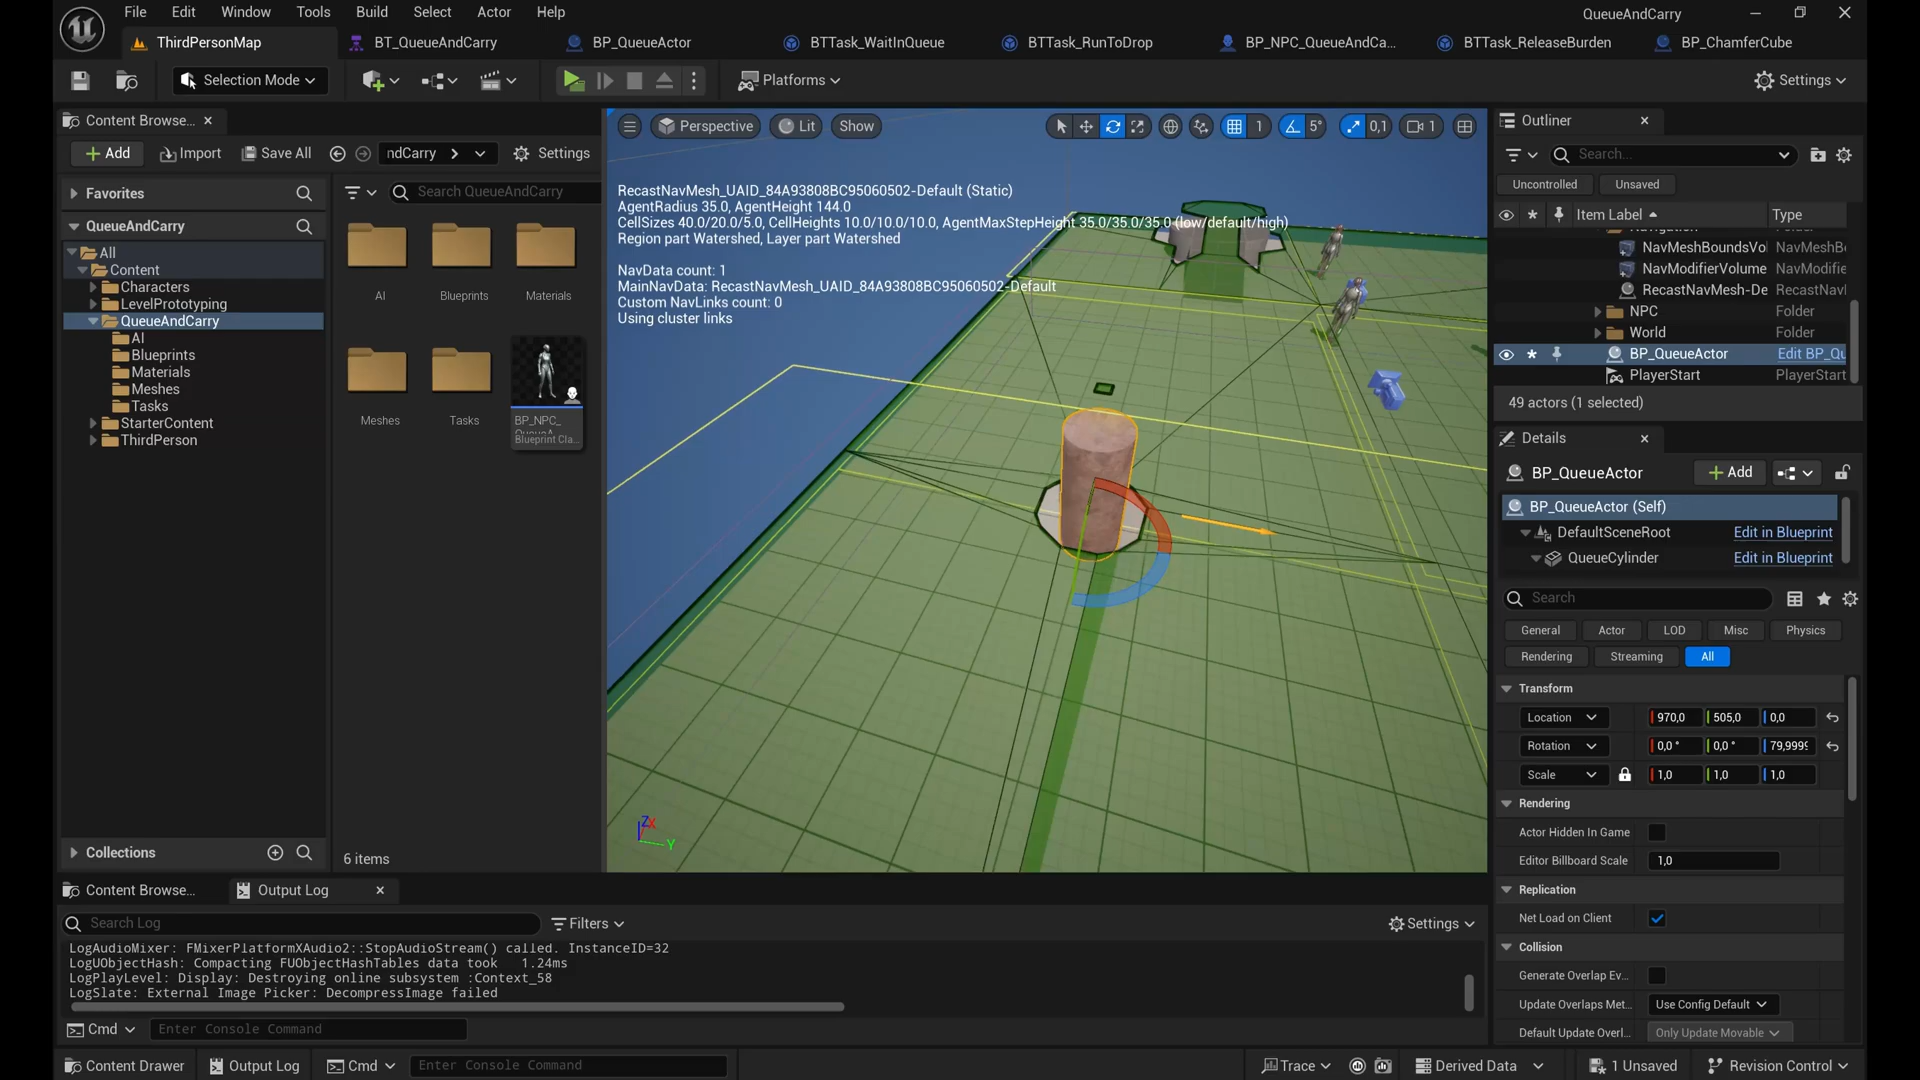 File Edit Window Tools Build Select Actor Help QueueAndCarry
ThirdPersonMap BT_QueueAndCarry BP_QueueActor BTTask_WaitInQueue BTTask_RunToDrop BP_NPC_QueueAndCa... BTTask_ReleaseBurden BP_ChamferCube
Selection Mode Platforms Settings
Content Browse...
Add Import Save All ndCarry Settings
Favorites
Search QueueAndCarry
QueueAndCarry
All
Content
Characters
LevelPrototyping
QueueAndCarry
AI
Blueprints
Materials
Meshes
Tasks
StarterContent
ThirdPerson
Collections
AI Blueprints Materials
Meshes Tasks BP_NPC_
Blueprint Cla...
6 items
Perspective Lit Show 1 5° 0,1 1
RecastNavMesh_UAID_84A93808BC95060502-Default (Static)
AgentRadius 35.0, AgentHeight 144.0
CellSizes 40.0/20.0/5.0, CellHeights 10.0/10.0/10.0, AgentMaxStepHeight 35.0/35.0/35.0 (low/default/high)
Region part Watershed, Layer part Watershed
NavData count: 1
MainNavData: RecastNavMesh_UAID_84A93808BC95060502-Default
Custom NavLinks count: 0
Using cluster links
Z X
Y
Outliner
Search...
Uncontrolled Unsaved
Item Label Type
Navigation Folder
NavMeshBoundsVo NavMeshBo
NavModifierVolume NavModifie
RecastNavMesh-De RecastNavI
NPC Folder
World Folder
BP_QueueActor Edit BP_Qu
PlayerStart PlayerStart
49 actors (1 selected)
Details
BP_QueueActor Add
BP_QueueActor (Self)
DefaultSceneRoot Edit in Blueprint
QueueCylinder Edit in Blueprint
Search
General Actor LOD Misc Physics
Rendering Streaming All
Transform
Location 970,0 505,0 0,0
Rotation 0,0 ° 0,0 ° 79,9999
Scale 1,0 1,0 1,0
Rendering
Actor Hidden In Game
Editor Billboard Scale 1,0
Replication
Net Load on Client
Collision
Generate Overlap Ev...
Update Overlaps Met... Use Config Default
Default Update Overl... Only Update Movable
Content Browse... Output Log
Search Log Filters Settings
LogAudioMixer: FMixerPlatformXAudio2::StopAudioStream() called. InstanceID=32
LogUObjectHash: Compacting FUObjectHashTables data took 1.24ms
LogPlayLevel: Display: Destroying online subsystem :Context_58
LogSlate: External Image Picker: DecompressImage failed
Cmd Enter Console Command
Content Drawer Output Log Cmd Enter Console Command Trace Derived Data 1 Unsaved Revision Control